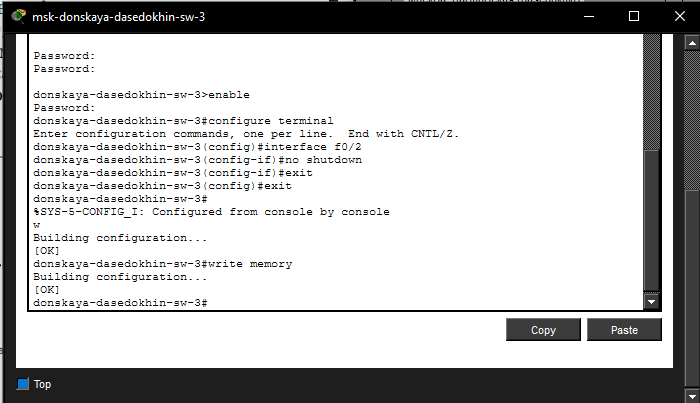 msk-donskaya-dasedokhin-sw-3
Password:
Password:
donskaya-dasedokhin-sw-3>enable
Password:
donskaya-dasedokhin-sw-3#configure terminal
Enter configuration commands, one per line.  End with CNTL/Z.
donskaya-dasedokhin-sw-3(config)#interface f0/2
donskaya-dasedokhin-sw-3(config-if)#no shutdown
donskaya-dasedokhin-sw-3(config-if)#exit
donskaya-dasedokhin-sw-3(config)#exit
donskaya-dasedokhin-sw-3#
%SYS-5-CONFIG_I: Configured from console by console
w
Building configuration...
[OK]
donskaya-dasedokhin-sw-3#write memory
Building configuration...
[OK]
donskaya-dasedokhin-sw-3#
Copy Paste
Top